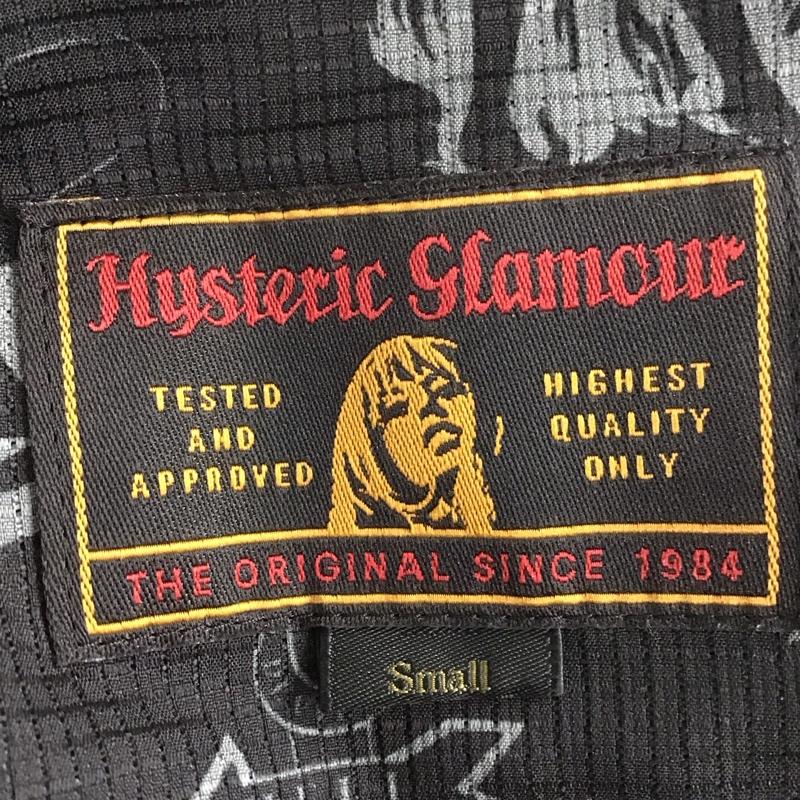 Hysteric Glamour
TESTED
AND
APPROVED
HIGHEST
QUALITY
ONLY
THE ORIGINAL SINCE 1984
Small